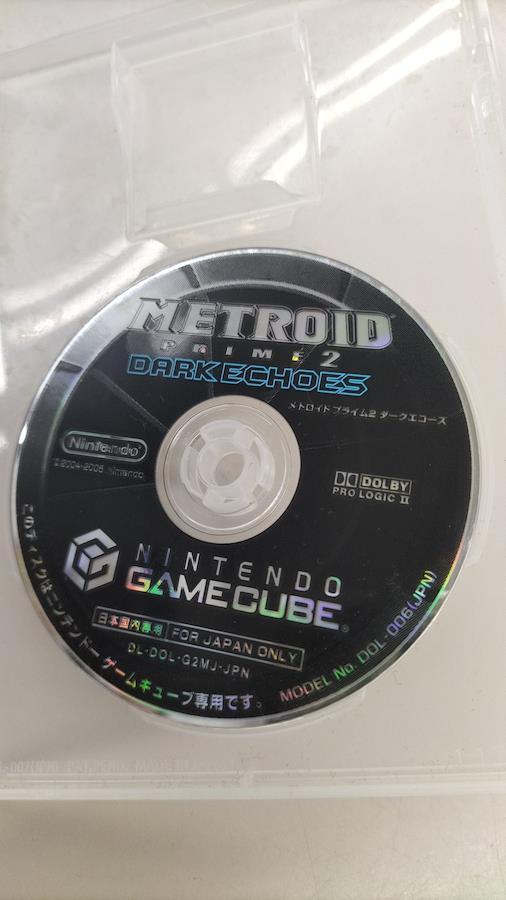 METROID
PRIME 2
DARK ECHOES
メトロイド プライム2 ダークエコーズ
Nintendo
©2004-2005 Nintendo
DOLBY
PRO LOGIC II
NINTENDO
GAMECUBE
日本国内専用 FOR JAPAN ONLY
DL-DOL-G2MJ-JPN
このディスクはニンテンドーゲームキューブ専用です。
MODEL No. DOL-006(JPN)